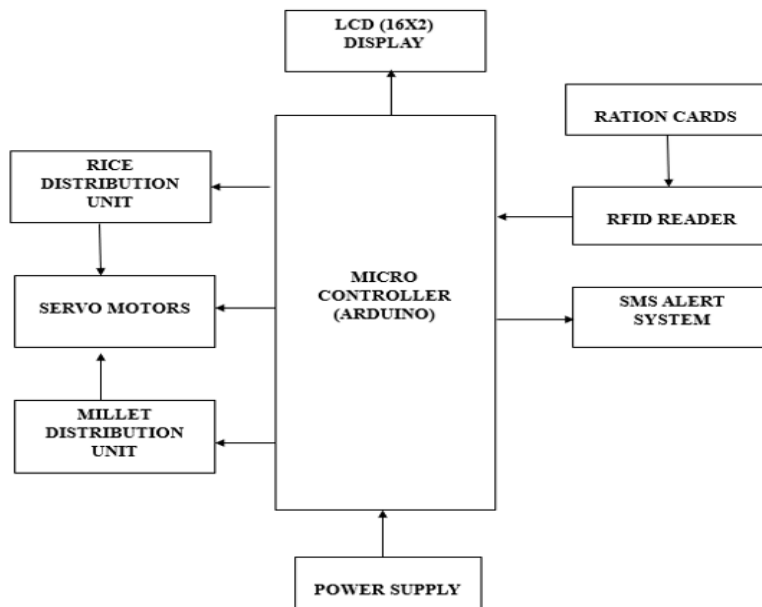 LCD (16X2)
DISPLAY
RATION CARDS
RICE
DISTRIBUTION
UNIT
RFID READER
MICRO
CONTROLLER
(ARDUINO)
SERVO MOTORS
SMS ALERT
SYSTEM
MILLET
DISTRIBUTION
UNIT
POWER SUPPLY